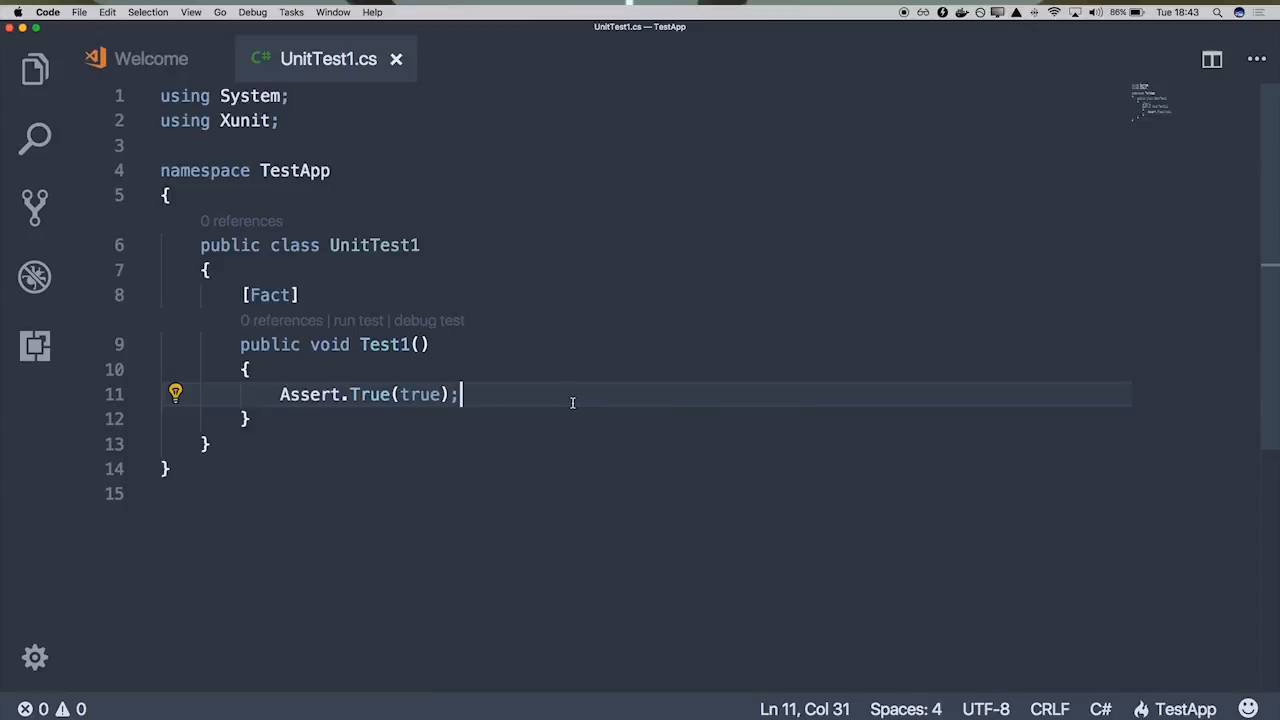 Code File Edit Selection View Go Debug Tasks Window Help 86% Tue 18:43
UnitTest1.cs — TestApp
Welcome C# UnitTest1.cs
1 using System;
2 using Xunit;
3
4 namespace TestApp
5 {
0 references
6 public class UnitTest1
7 {
8 [Fact]
0 references | run test | debug test
9 public void Test1()
10 {
11 Assert.True(true);
12 }
13 }
14 }
15
0 0 Ln 11, Col 31 Spaces: 4 UTF-8 CRLF C# TestApp